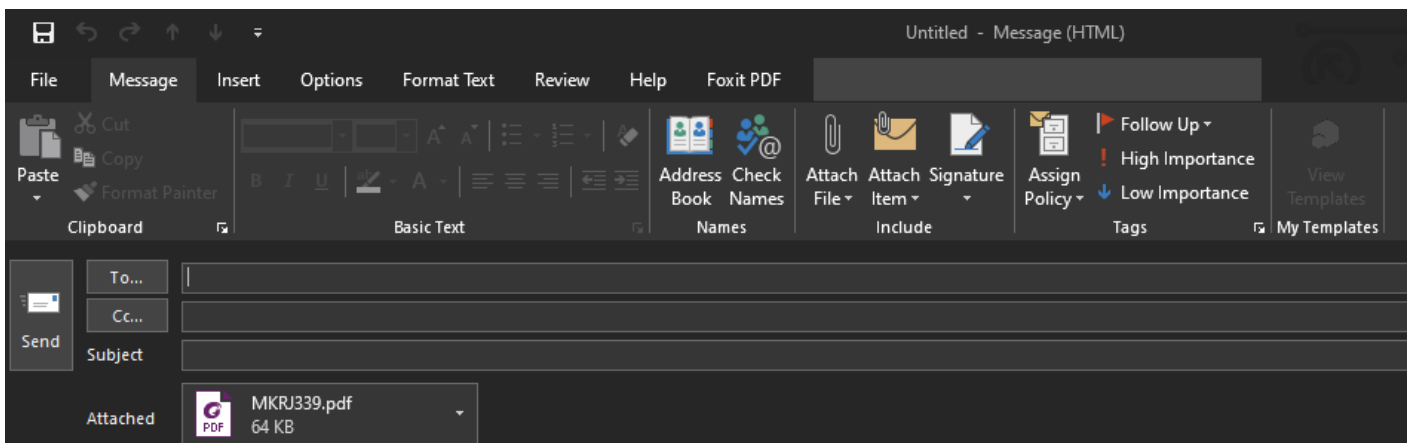 Untitled - Message (HTML)
File Message Insert Options Format Text Review Help Foxit PDF
Paste
Cut
Copy
Format Painter
Clipboard
B I U A
A A
Basic Text
Address Book
Check Names
Names
Attach File
Attach Item
Signature
Include
Assign Policy
Follow Up
High Importance
Low Importance
Tags
View Templates
My Templates
Send
To...
Cc...
Subject
Attached
PDF
MKRJ339.pdf
64 KB